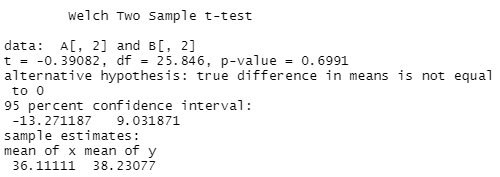 Welch Two Sample t-test
data:  A[, 2] and B[, 2]
t = -0.39082, df = 25.846, p-value = 0.6991
alternative hypothesis: true difference in means is not equal
 to 0
95 percent confidence interval:
 -13.271187   9.031871
sample estimates:
mean of x mean of y
 36.11111  38.23077